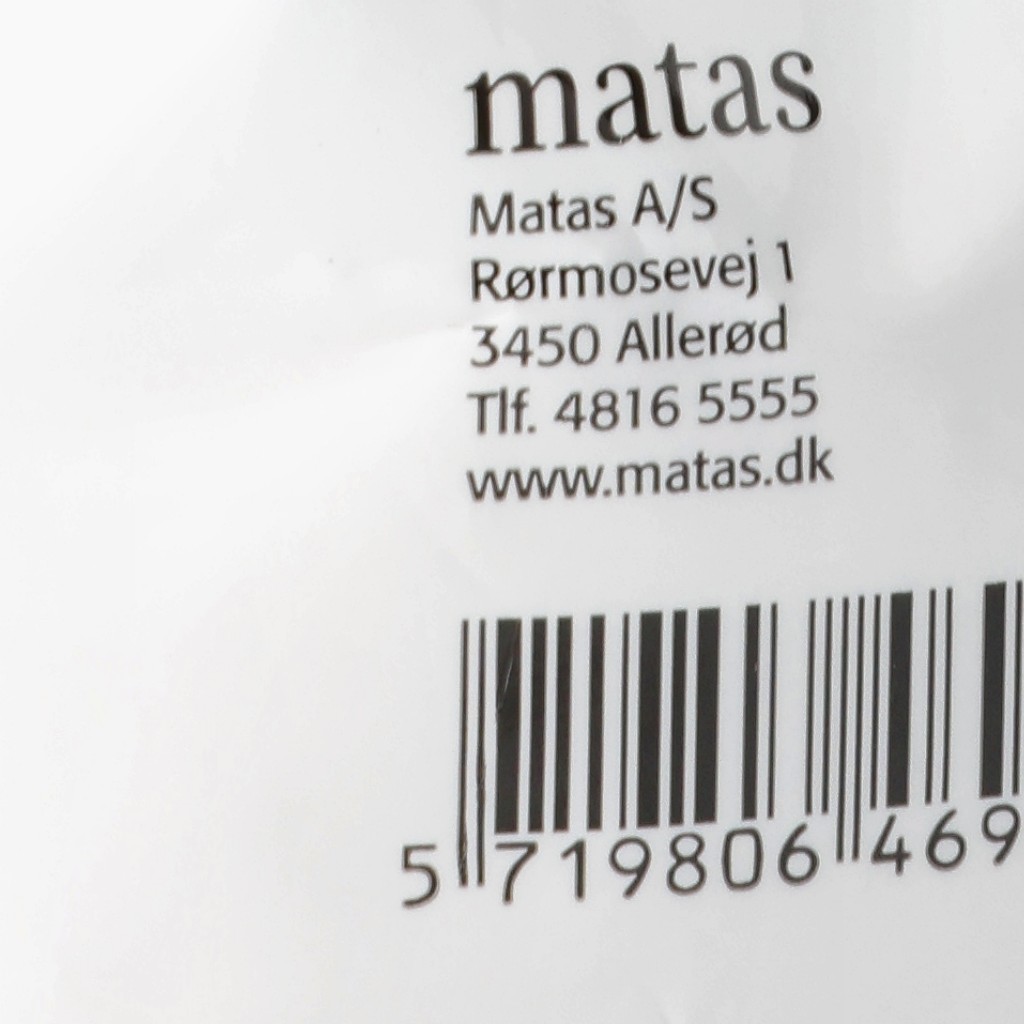 matas
Matas A/S
Rørmosevej 1
3450 Allerød
Tlf. 4816 5555
www.matas.dk
5 719806 469